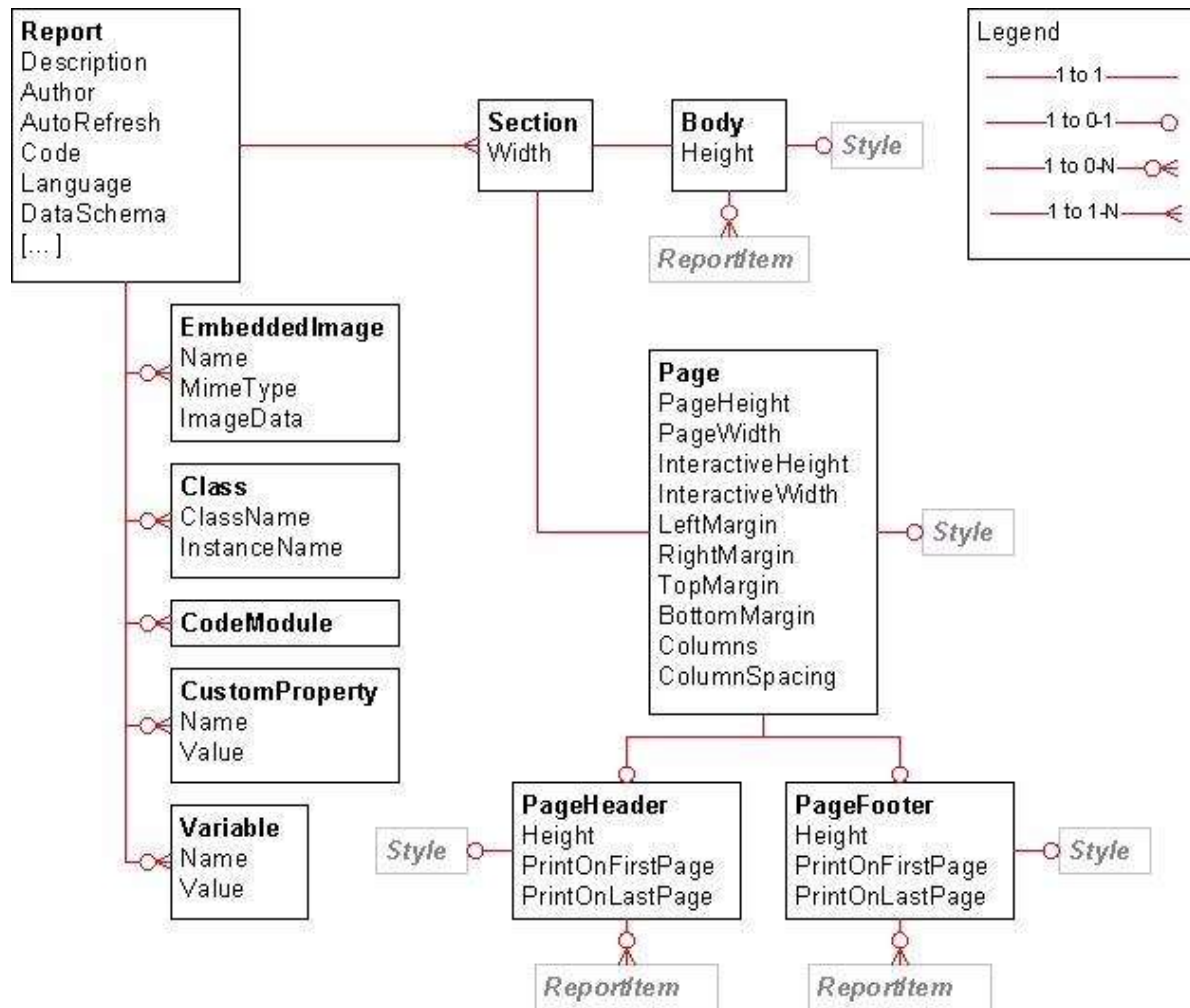 Report
Description
Author
AutoRefresh
Code
Language
DataSchema
[... ]
Section
Width
Body
Height
Style
ReportItem
Legend
1 to 1
1 to 0-1
1 to 0-N
1 to 1-N
EmbeddedImage
Name
MimeType
ImageData
Class
ClassName
InstanceName
CodeModule
CustomProperty
Name
Value
Variable
Name
Value
Page
PageHeight
PageWidth
InteractiveHeight
InteractiveWidth
LeftMargin
RightMargin
TopMargin
BottomMargin
Columns
ColumnSpacing
Style
PageHeader
Height
PrintOnFirstPage
PrintOnLastPage
Style
ReportItem
PageFooter
Height
PrintOnFirstPage
PrintOnLastPage
Style
ReportItem